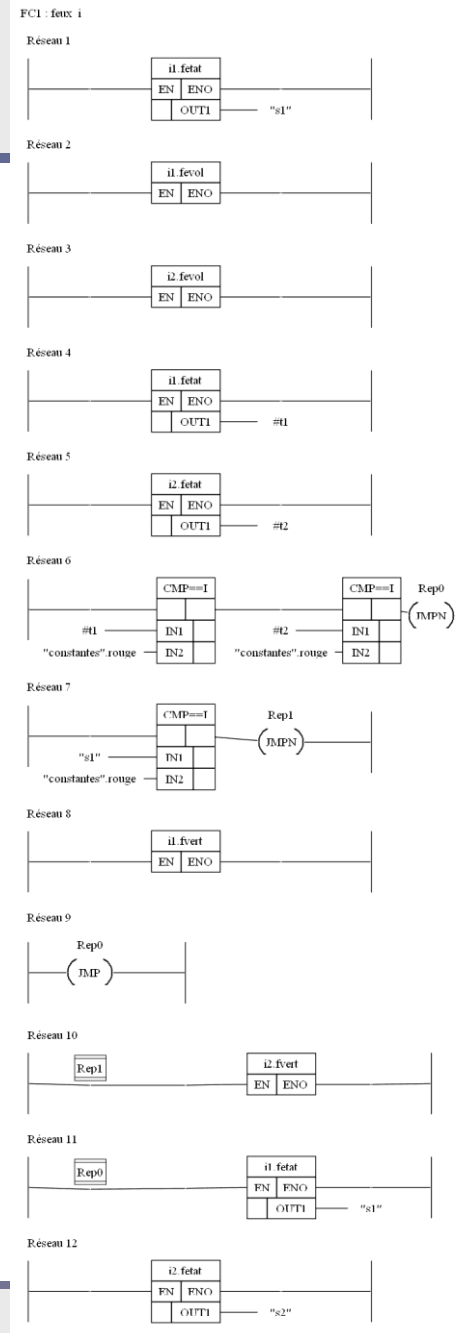 FC1 : feux i
Réseau 1
i1.fetat
EN ENO
OUT1 "s1"
Réseau 2
i1.fevol
EN ENO
Réseau 3
i2.fevol
EN ENO
Réseau 4
i1.fetat
EN ENO
OUT1 #t1
Réseau 5
i2.fetat
EN ENO
OUT1 #t2
Réseau 6
CMP==I CMP==I Rep0
JMPN
#t1 IN1 #t2 IN1
"constantes".rouge IN2 "constantes".rouge IN2
Réseau 7
CMP==I Rep1
JMPN
"s1" IN1
"constantes".rouge IN2
Réseau 8
i1.fvert
EN ENO
Réseau 9
Rep0
JMP
Réseau 10
Rep1 i2.fvert
EN ENO
Réseau 11
Rep0 i1.fetat
EN ENO
OUT1 "s1"
Réseau 12
i2.fetat
EN ENO
OUT1 "s2"